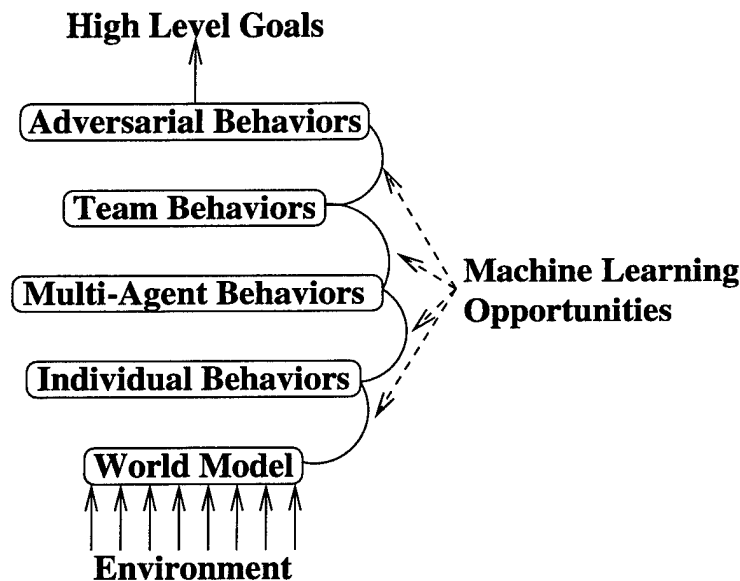 High Level Goals
Adversarial Behaviors
Team Behaviors
Machine Learning
Opportunities
Multi-Agent Behaviors
Individual Behaviors
World Model
Environment